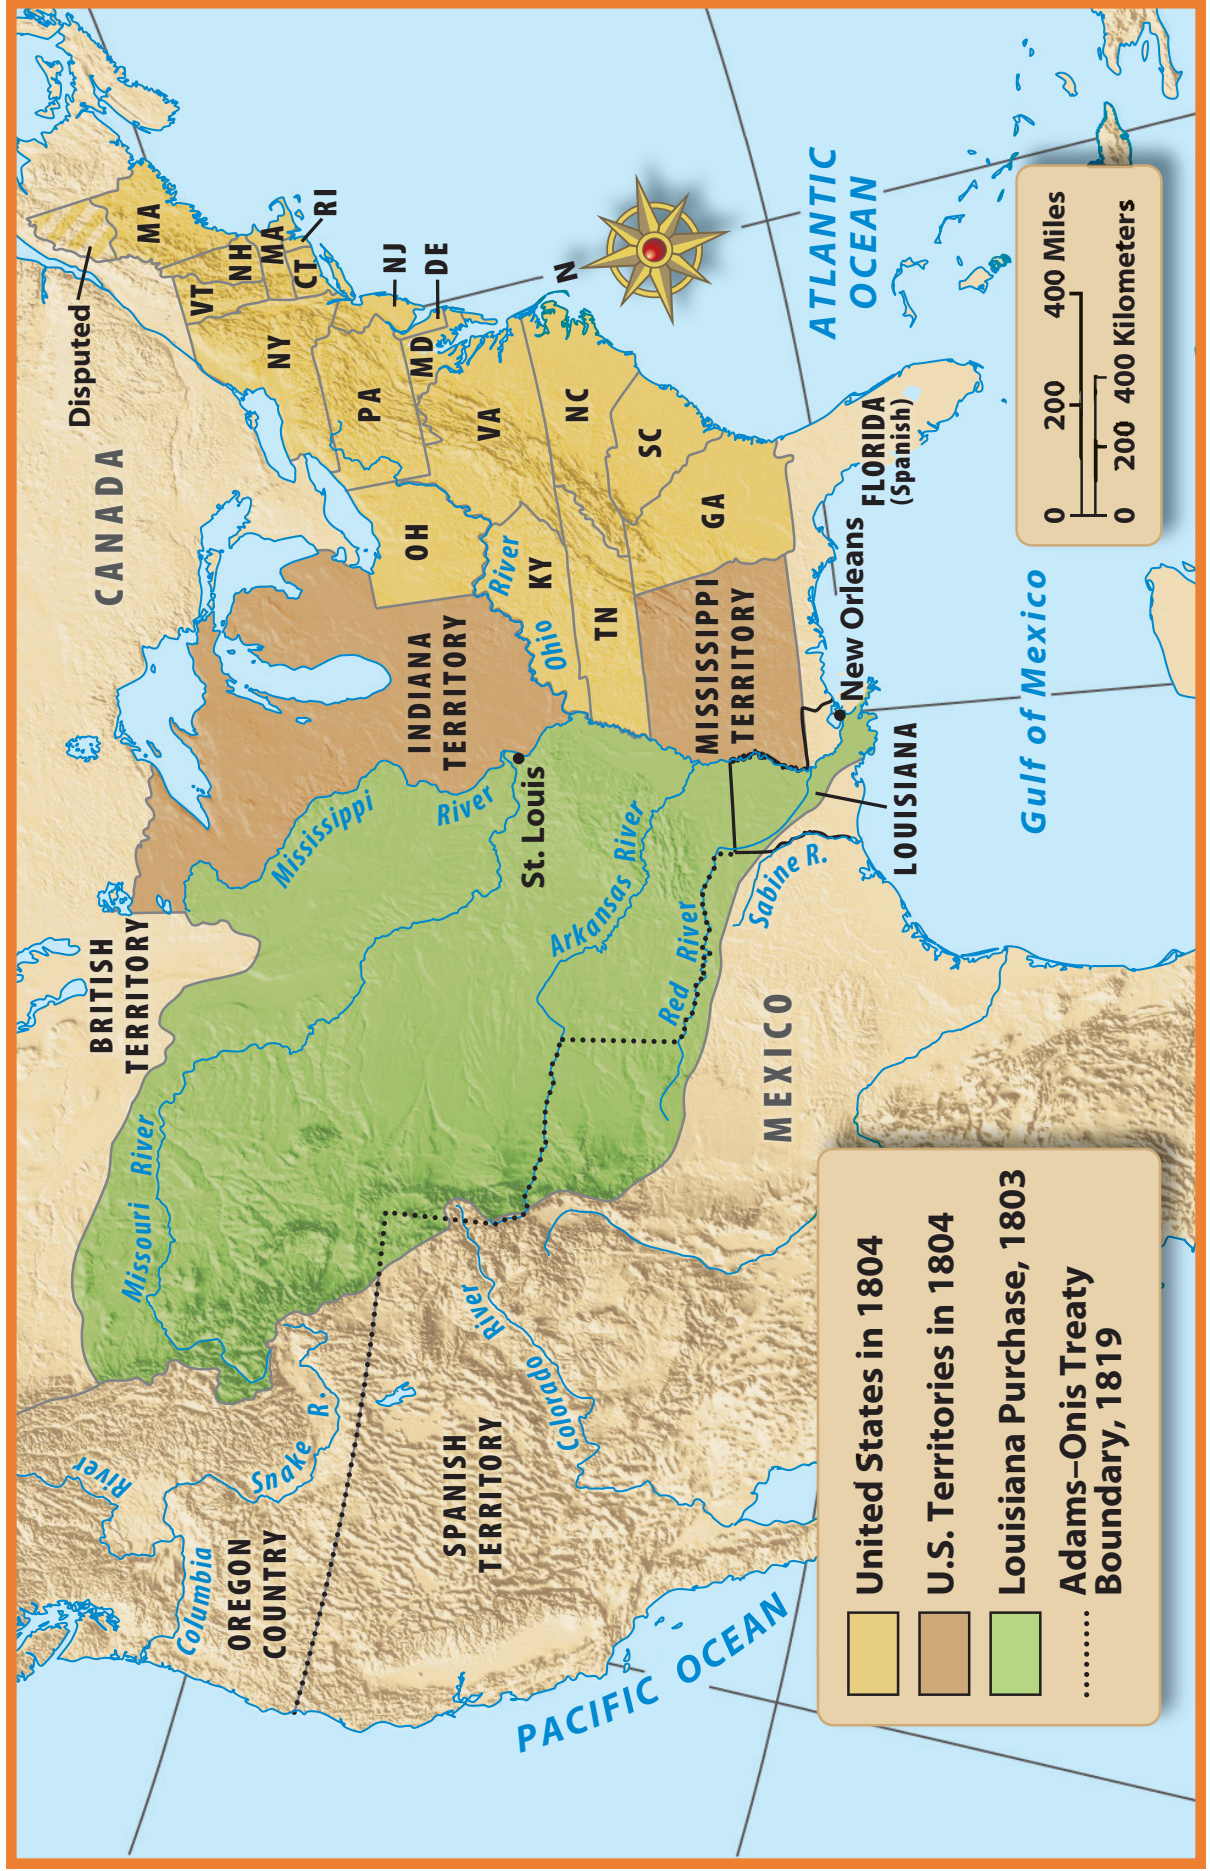 CANADA
Disputed
BRITISH
TERRITORY
MA
VT
NH
MA
RI
CT
NY
NJ
DE
MD
PA
OH
VA
KY
NC
TN
SC
GA
INDIANA
TERRITORY
MISSISSIPPI
TERRITORY
Ohio
River
Mississippi
River
St. Louis
Missouri River
Arkansas River
Red River
Sabine R.
LOUISIANA
New Orleans
FLORIDA
(Spanish)
ATLANTIC
OCEAN
N
Gulf of Mexico
MEXICO
Columbia
River
Snake R.
OREGON
COUNTRY
SPANISH
TERRITORY
Colorado
River
PACIFIC OCEAN
United States in 1804
U.S. Territories in 1804
Louisiana Purchase, 1803
Adams–Onis Treaty
Boundary, 1819
0 200 400 Miles
0 200 400 Kilometers